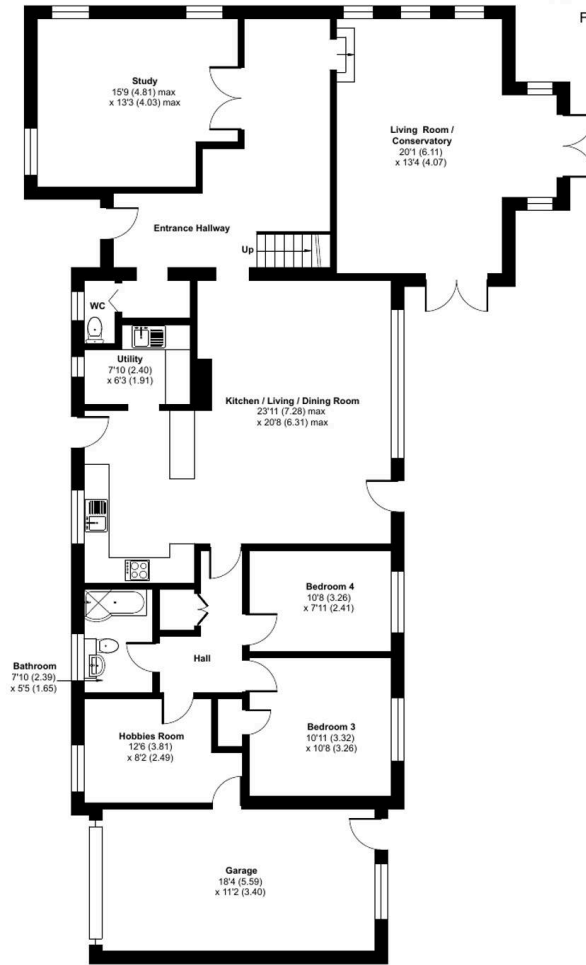 F
Study
15'9 (4.81) max
x 13'3 (4.03) max
Living Room /
Conservatory
20'1 (6.11)
x 13'4 (4.07)
Entrance Hallway
Up
WC
Utility
7'10 (2.40)
x 6'3 (1.91)
Kitchen / Living / Dining Room
23'11 (7.28) max
x 20'8 (6.31) max
Bedroom 4
10'8 (3.26)
x 7'11 (2.41)
Hall
Bathroom
7'10 (2.39)
x 5'5 (1.65)
Bedroom 3
10'11 (3.32)
x 10'8 (3.26)
Hobbies Room
12'6 (3.81)
x 8'2 (2.49)
Garage
18'4 (5.59)
x 11'2 (3.40)